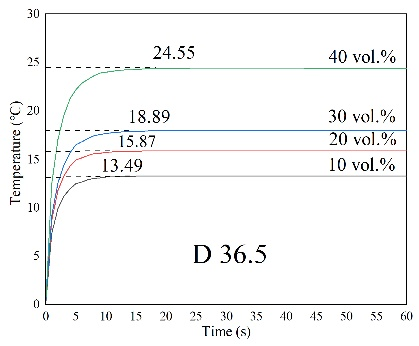 30
25
20
15
10
5
0
Temperature (°C)
24.55
40 vol.%
18.89
30 vol.%
15.87
20 vol.%
13.49
10 vol.%
D 36.5
0 5 10 15 20 25 30 35 40 45 50 55 60
Time (s)